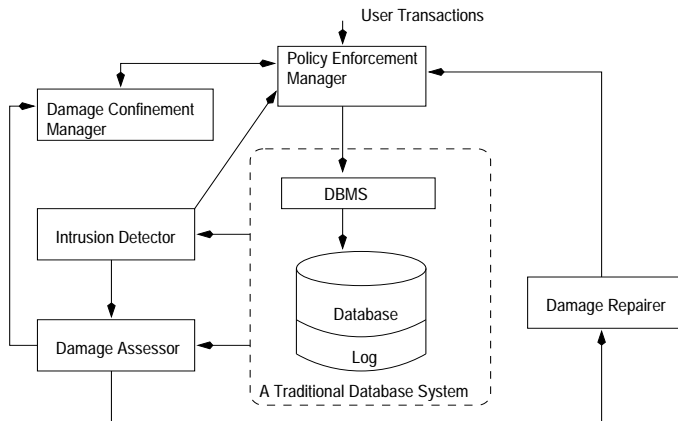 User Transactions
Policy Enforcement
Manager
Damage Confinement
Manager
DBMS
Intrusion Detector
Database
Damage Repairer
Damage Assessor
Log
A Traditional Database System